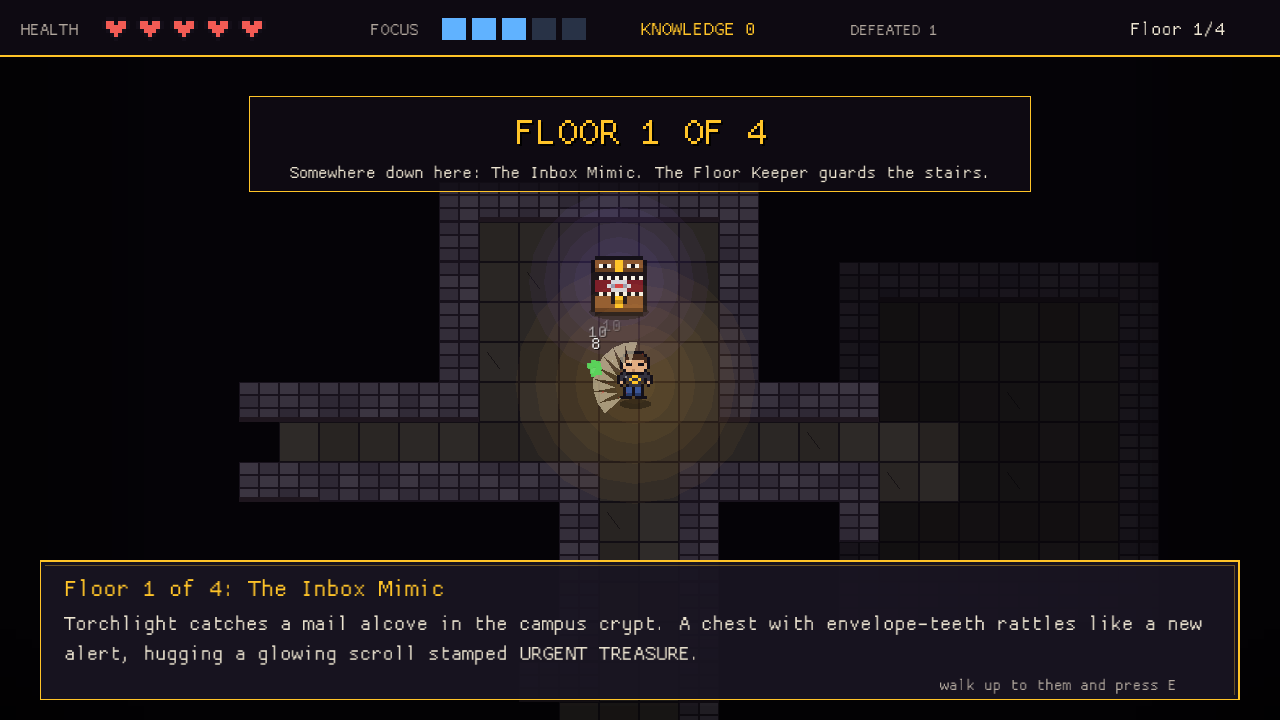 HEALTH FOCUS KNOWLEDGE 0 DEFEATED 1 Floor 1/4
FLOOR 1 OF 4
Somewhere down here: The Inbox Mimic. The Floor Keeper guards the stairs.
10 10
8
Floor 1 of 4: The Inbox Mimic
Torchlight catches a mail alcove in the campus crypt. A chest with envelope-teeth rattles like a new
alert, hugging a glowing scroll stamped URGENT TREASURE.
walk up to them and press E